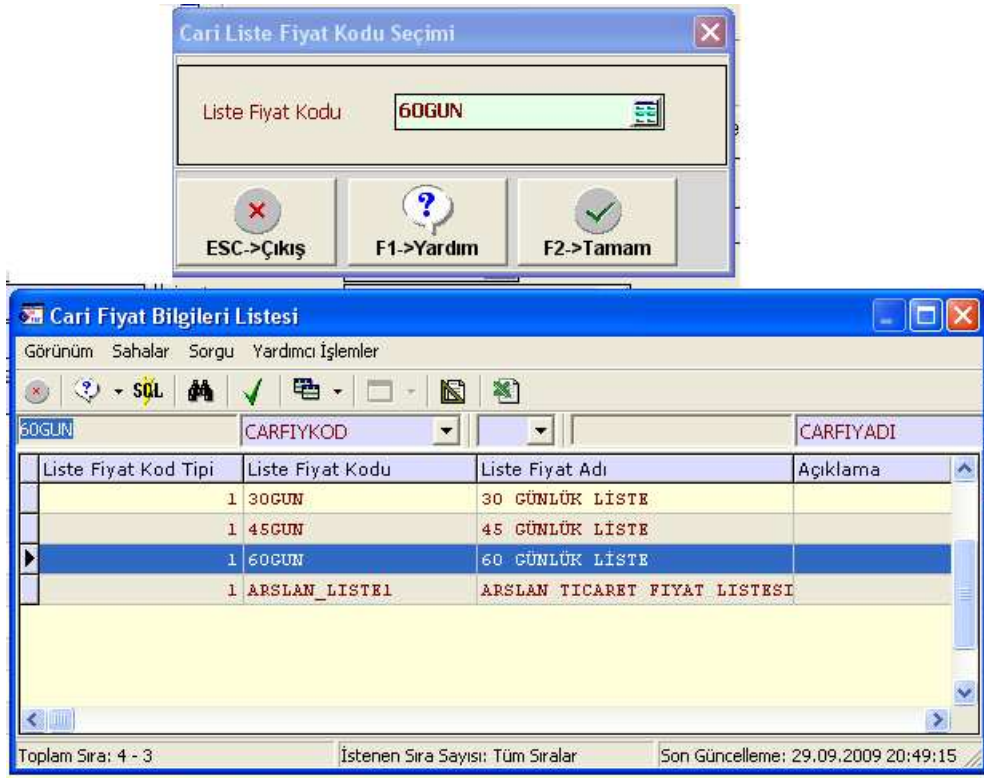 Cari Liste Fiyat Kodu Seçimi
Liste Fiyat Kodu 60GUN
ESC->Çıkış F1->Yardım F2->Tamam
Cari Fiyat Bilgileri Listesi
Görünüm Sahalar Sorgu Yardımcı İşlemler
SQL
60GUN CARFIYKOD CARFIYADI
Liste Fiyat Kod Tipi Liste Fiyat Kodu Liste Fiyat Adı Açıklama
1 30GUN 30 GÜNLÜK LİSTE
1 45GUN 45 GÜNLÜK LİSTE
1 60GUN 60 GÜNLÜK LİSTE
1 ARSLAN_LISTE1 ARSLAN TICARET FIYAT LISTESI
Toplam Sıra: 4 - 3 İstenen Sıra Sayısı: Tüm Sıralar Son Güncelleme: 29.09.2009 20:49:15